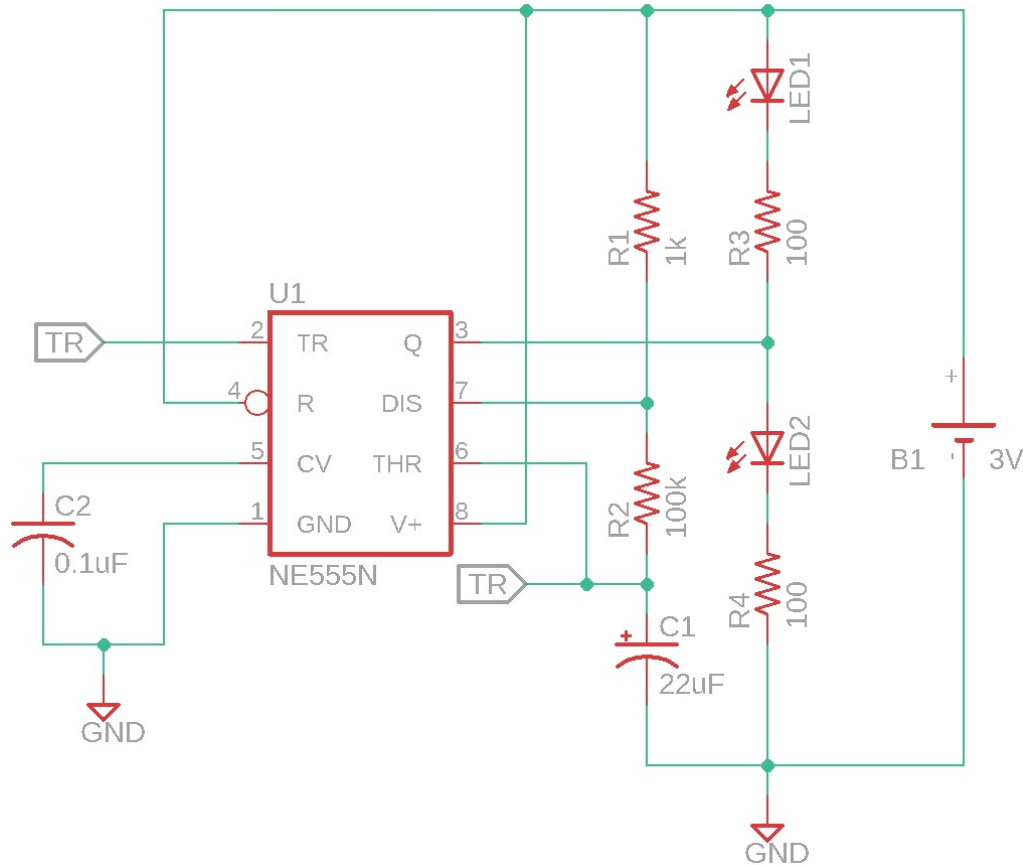 LED1
R1
1k
R3
100
U1
TR
2
TR
Q
3
4
R
DIS
7
5
CV
THR
6
1
GND
V+
8
NE555N
C2
0.1uF
GND
TR
R2
100k
LED2
R4
100
+
C1
22uF
+
-
B1
3V
GND